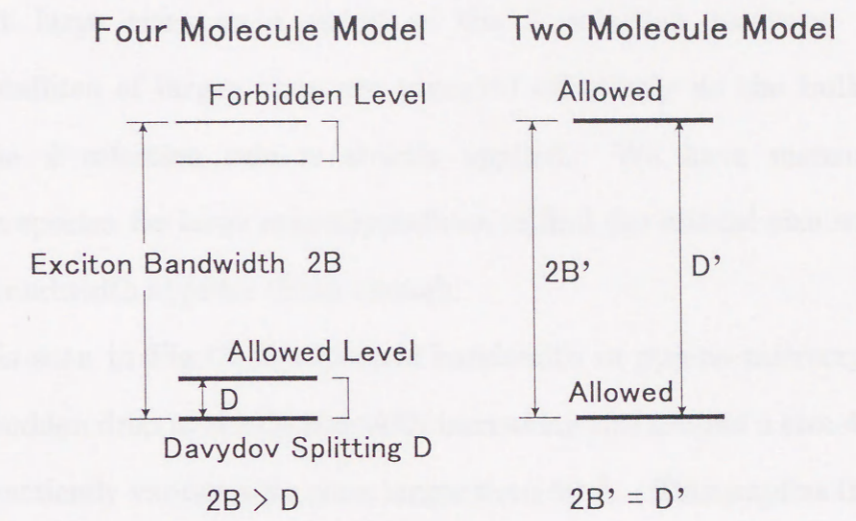 Four Molecule Model
Forbidden Level
Exciton Bandwidth 2B
Allowed Level
D
Davydov Splitting D
2B > D
Two Molecule Model
Allowed
2B'
D'
Allowed
2B' = D'